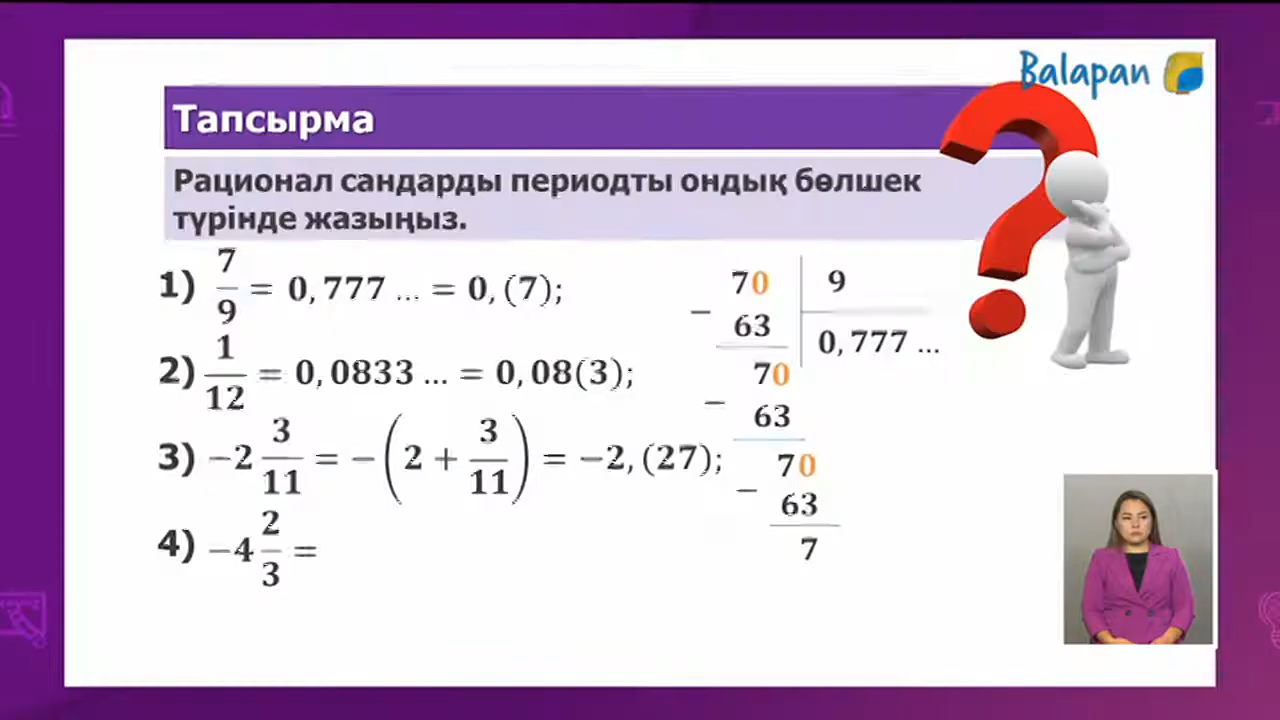 Balapan
Тапсырма
Рационал сандарды периодты ондық бөлшек
түрінде жазыңыз.
1) 7/9 = 0,777 ... = 0,(7);
2) 1/12 = 0,0833 ... = 0,08(3);
3) −2 3/11 = −(2 + 3/11) = −2,(27);
4) −4 2/3 =
70 | 9
− 63 | 0,777 ...
70
− 63
70
− 63
7